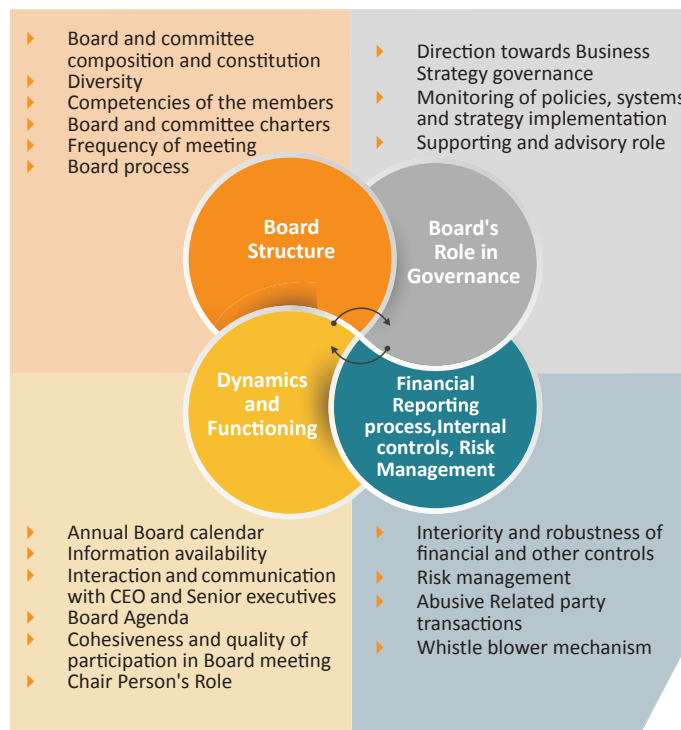 Board and committee
composition and constitution
Diversity
Competencies of the members
Board and committee charters
Frequency of meeting
Board process
Direction towards Business
Strategy governance
Monitoring of policies, systems
and strategy implementation
Supporting and advisory role
Board
Structure
Board's
Role in
Governance
Dynamics
and
Functioning
Financial
Reporting
process,Internal
controls, Risk
Management
Annual Board calendar
Information availability
Interaction and communication
with CEO and Senior executives
Board Agenda
Cohesiveness and quality of
participation in Board meeting
Chair Person's Role
Interiority and robustness of
financial and other controls
Risk management
Abusive Related party
transactions
Whistle blower mechanism